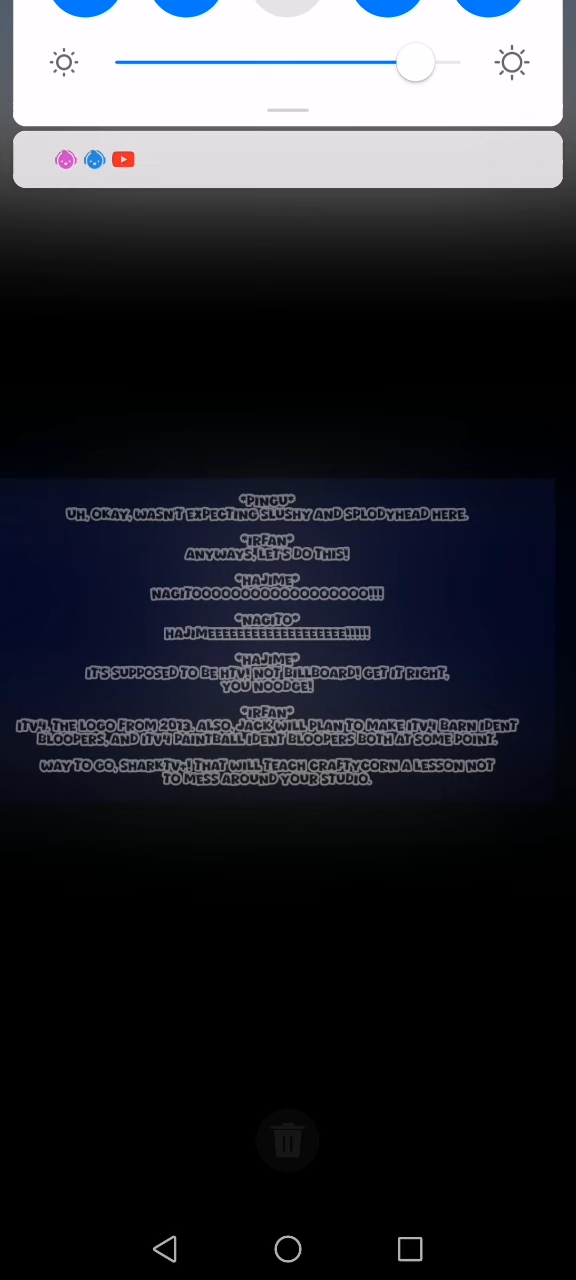 *PINGU*
UH, OKAY, WASN'T EXPECTING SLUSHY AND SPLODYHEAD HERE.
*IRFAN*
ANYWAYS, LET'S DO THIS!
*HAJIME*
NAGITOOOOOOOOOOOOOOOOOO!!!
*NAGITO*
HAJIMEEEEEEEEEEEEEEEEEEE!!!!!
*HAJIME*
IT'S SUPPOSED TO BE HTV! NOT BILLBOARD! GET IT RIGHT,
YOU NOODGE!
*IRFAN*
ITV4, THE LOGO FROM 2013. ALSO, JACK WILL PLAN TO MAKE ITV4 BARN IDENT
BLOOPERS, AND ITV4 PAINTBALL IDENT BLOOPERS BOTH AT SOME POINT.
WAY TO GO, SHARKTV+! THAT WILL TEACH CRAFTYCORN A LESSON NOT
TO MESS AROUND YOUR STUDIO.